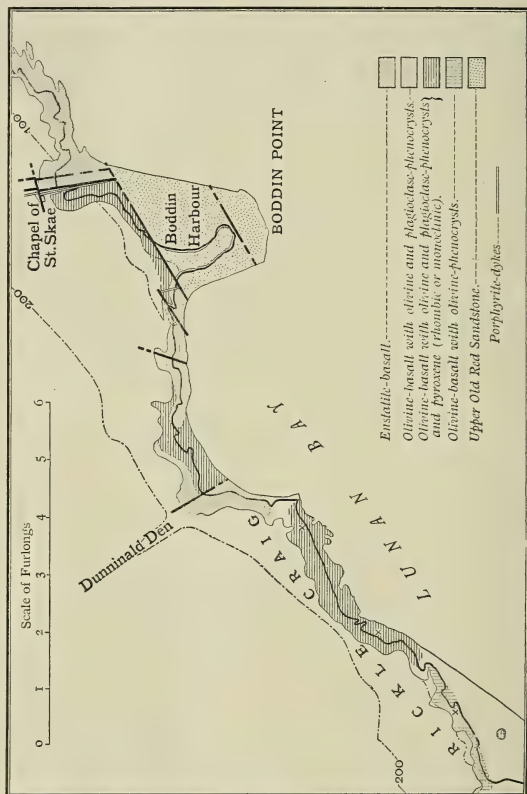 Scale of Furlongs
0 1 2 3 4 5 6
200
100
200
Chapel of
St. Skae
Boddin
Harbour
BODDIN POINT
Dunninald Den
RICKLE CRAIG
LUNAN BAY
Enstatite-basalt.
Olivine-basalt with olivine and plagioclase-phenocrysts.
Olivine-basalt with olivine and plagioclase-phenocrysts
and pyroxene (rhombic or monoclinic).
Olivine-basalt with olivine-phenocrysts.
Upper Old Red Sandstone.
Porphyrite-dykes